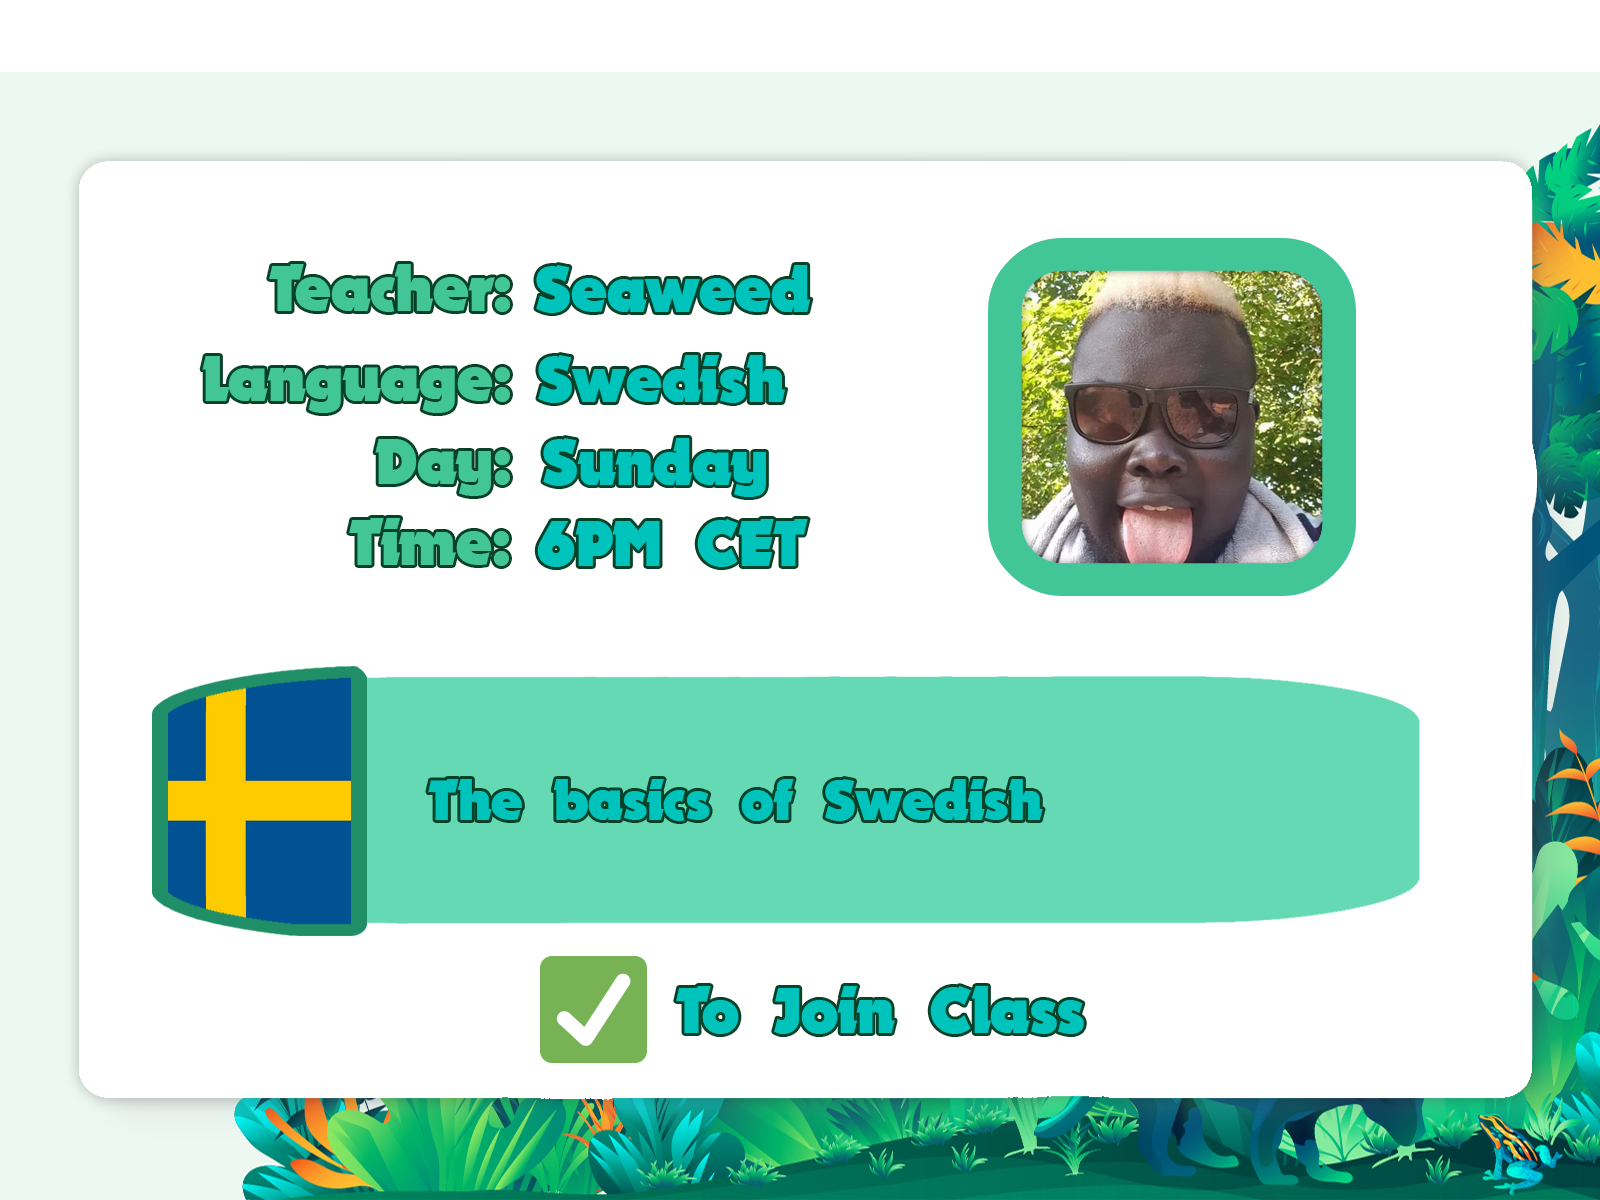 Teacher: Seaweed
Language: Swedish
Day: Sunday
Time: 6PM CET
The basics of Swedish
To Join Class